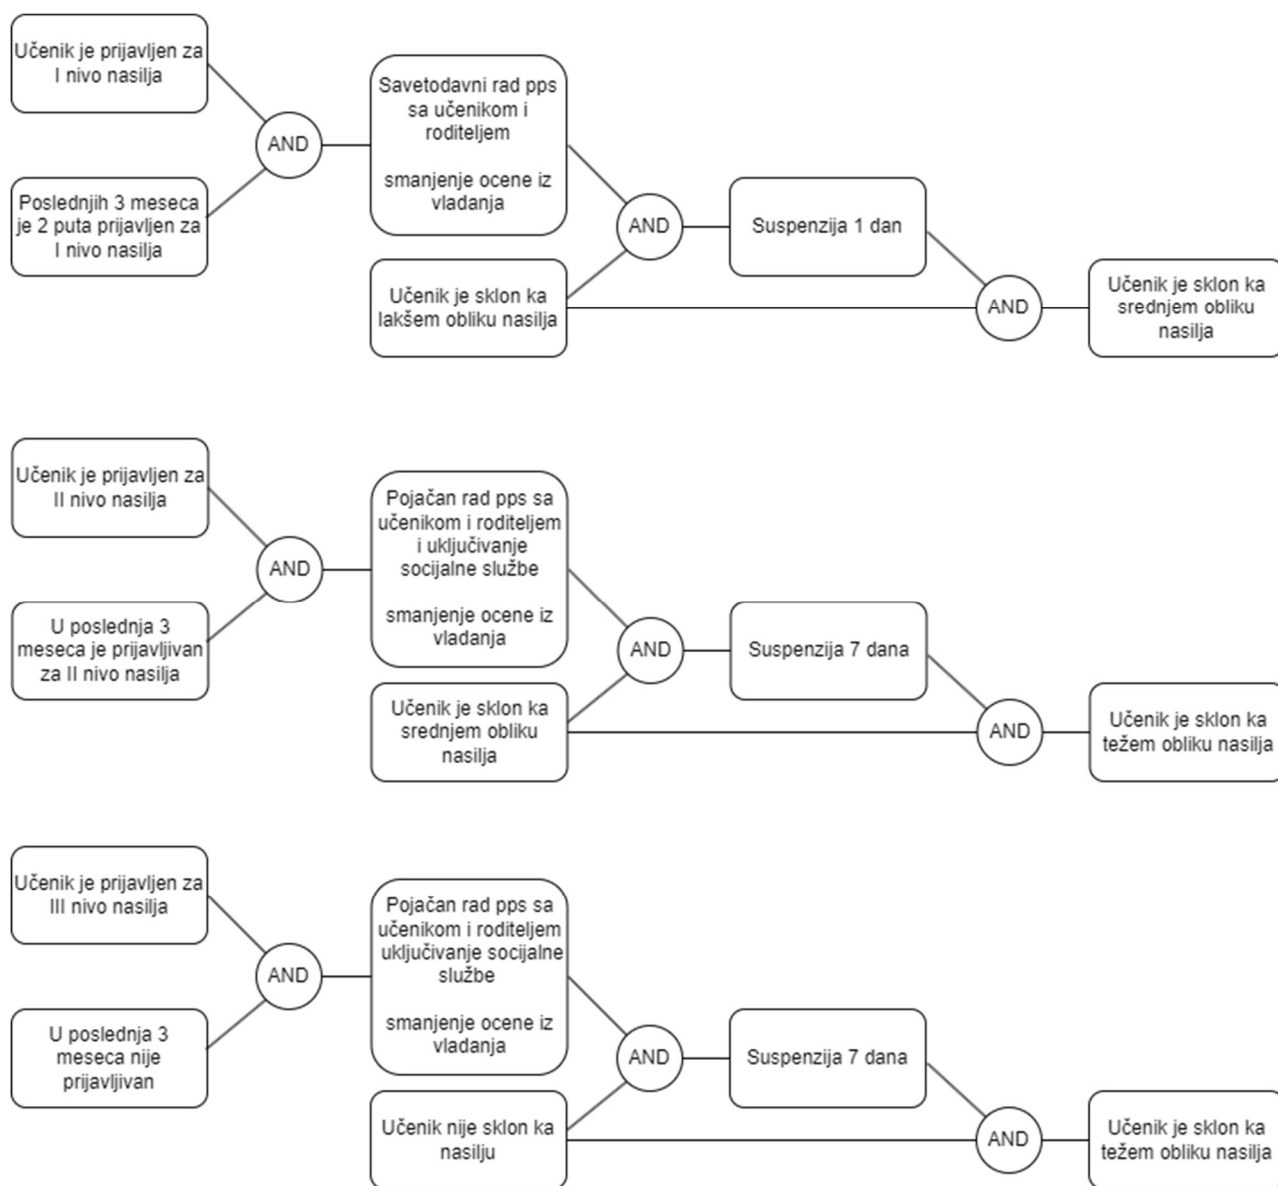 Učenik je prijavljen za
I nivo nasilja
AND
Poslednjih 3 meseca
je 2 puta prijavljen za
I nivo nasilja
Savetodavni rad pps
sa učenikom i
roditeljem
smanjenje ocene iz
vladanja
AND
Učenik je sklon ka
lakšem obliku nasilja
Suspenzija 1 dan
AND
Učenik je sklon ka
srednjem obliku
nasilja
Učenik je prijavljen za
II nivo nasilja
AND
U poslednja 3
meseca je prijavljivan
za II nivo nasilja
Pojačan rad pps sa
učenikom i roditeljem
i uključivanje
socijalne službe
smanjenje ocene iz
vladanja
AND
Učenik je sklon ka
srednjem obliku
nasilja
Suspenzija 7 dana
AND
Učenik je sklon ka
težem obliku nasilja
Učenik je prijavljen za
III nivo nasilja
AND
U poslednja 3
meseca nije
prijavljivan
Pojačan rad pps sa
učenikom i roditeljem
uključivanje socijalne
službe
smanjenje ocene iz
vladanja
AND
Učenik nije sklon ka
nasilju
Suspenzija 7 dana
AND
Učenik je sklon ka
težem obliku nasilja